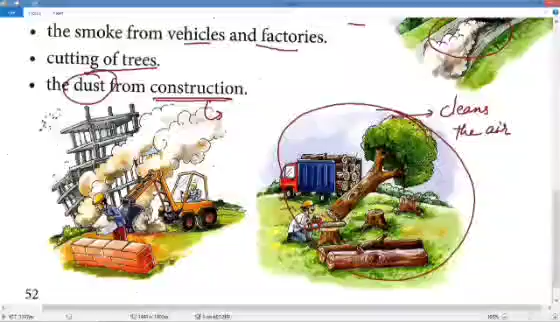 • the smoke from vehicles and factories.
• cutting of trees.
• the dust from construction.
cleans
the air
52